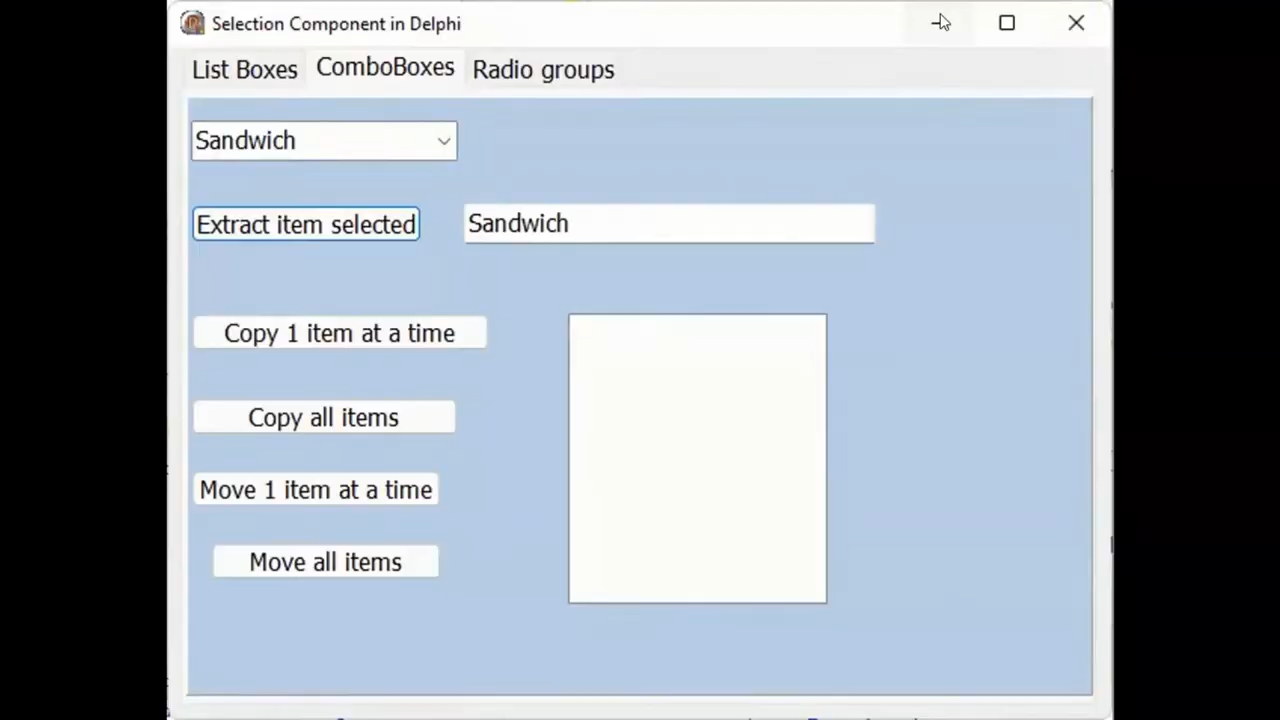 Selection Component in Delphi
List Boxes ComboBoxes Radio groups
Sandwich
Extract item selected Sandwich
Copy 1 item at a time
Copy all items
Move 1 item at a time
Move all items